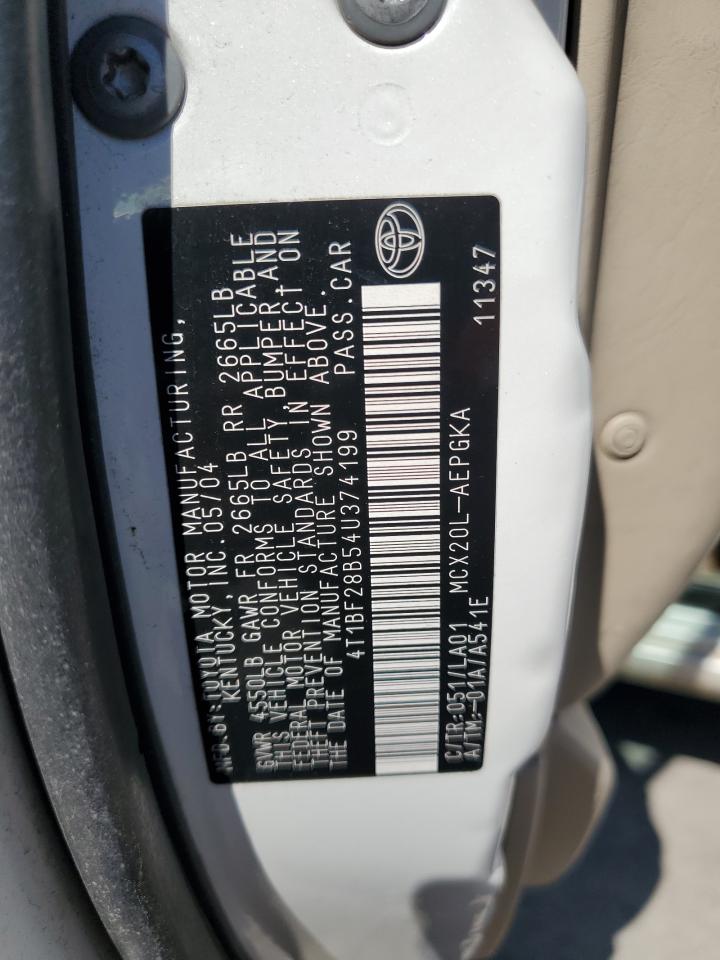 MFD.BY:TOYOTA MOTOR MANUFACTURING,
KENTUCKY, INC.05/04
GVWR 4550LB GAWR FR 2665LB RR 2665LB
THIS VEHICLE CONFORMS TO ALL APPLICABLE
FEDERAL MOTOR VEHICLE SAFETY,BUMPER,AND
THEFT PREVENTION STANDARDS IN EFFECT ON
THE DATE OF MANUFACTURE SHOWN ABOVE.
4T1BF28B54U374199 PASS.CAR
C/TR:051/LA01 MCX20L-AEPGKA
A/TM:-01A/A541E 11347